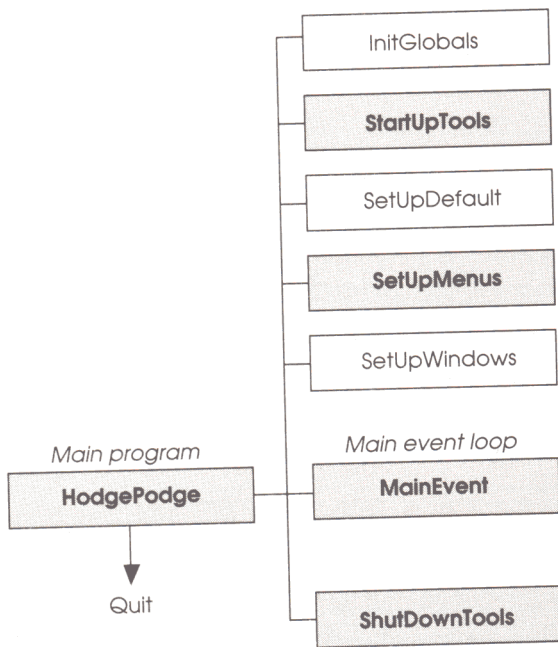 InitGlobals
StartUpTools
SetUpDefault
SetUpMenus
SetUpWindows
Main program
Main event loop
HodgePodge
MainEvent
Quit
ShutDownTools